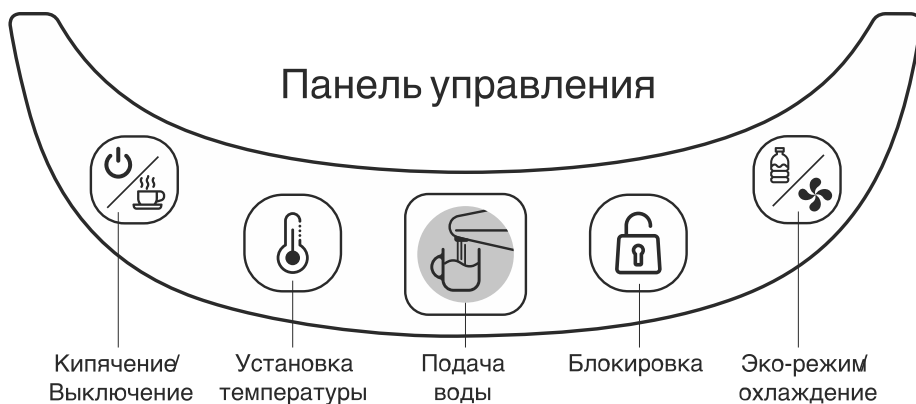 Панель управления
Кипячение/
Выключение
Установка
температуры
Подача
воды
Блокировка
Эко-режим/
охлаждение